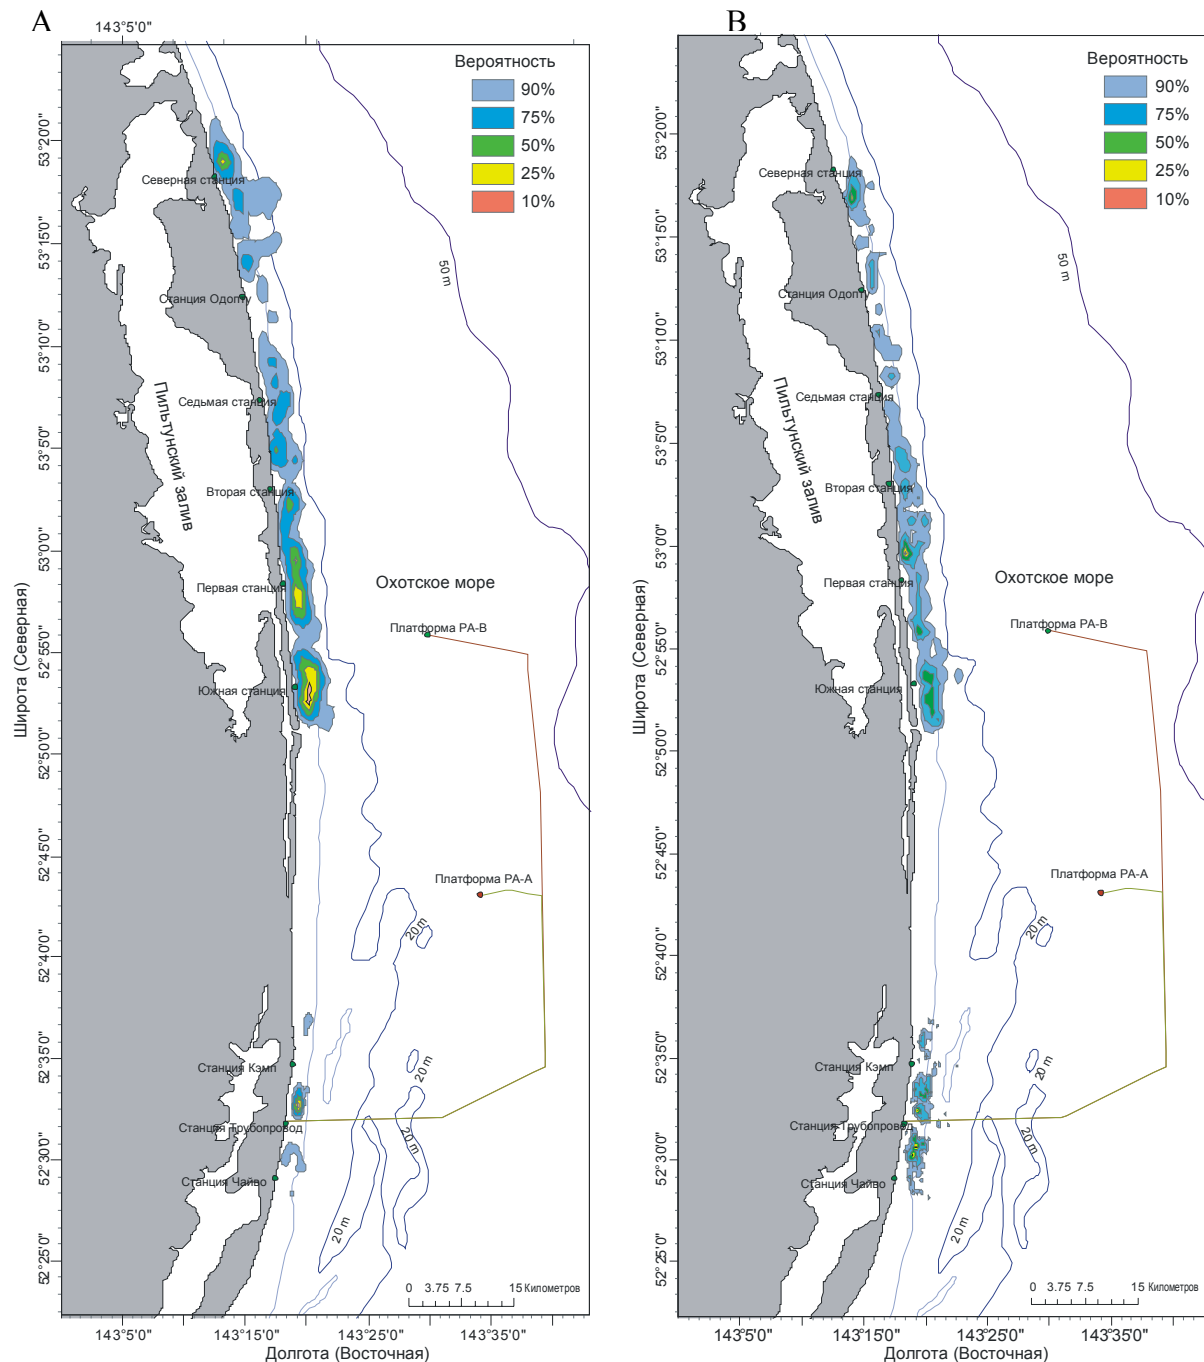 A
143°5'0"
Вероятность
90%
75%
50%
25%
10%
53°20'0"
53°15'0"
53°10'0"
53°5'0"
53°0'0"
52°55'0"
52°50'0"
52°45'0"
52°40'0"
52°35'0"
52°30'0"
52°25'0"
Широта (Северная)
Северная станция
Станция Одопту
Седьмая станция
Вторая станция
Первая станция
Южная станция
Пильтунский залив
50 m
Охотское море
Платформа PA-B
Платформа PA-A
20 m
Станция Кэмп
20 m
Станция Трубопровод
20 m
Станция Чайво
20 m
0 3.75 7.5 15 Километров
143°5'0" 143°15'0" 143°25'0" 143°35'0"
Долгота (Восточная)
B
Вероятность
90%
75%
50%
25%
10%
53°20'0"
53°15'0"
53°10'0"
53°5'0"
53°0'0"
52°55'0"
52°50'0"
52°45'0"
52°40'0"
52°35'0"
52°30'0"
52°25'0"
Широта (Северная)
Северная станция
Станция Одопту
Седьмая станция
Вторая станция
Первая станция
Южная станция
Пильтунский залив
50 m
Охотское море
Платформа PA-B
Платформа PA-A
20 m
Станция Кэмп
20 m
Станция Трубопровод
20 m
Станция Чайво
20 m
0 3.75 7.5 15 Километров
143°5'0" 143°15'0" 143°25'0" 143°35'0"
Долгота (Восточная)